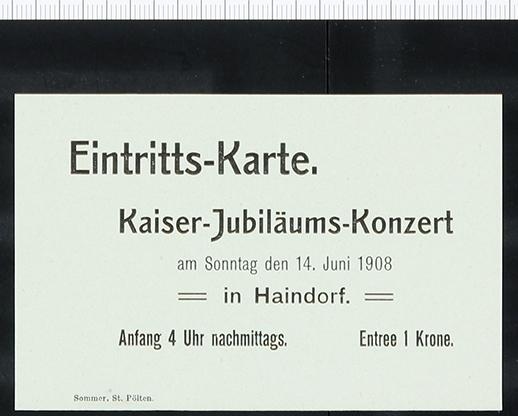 Eintritts-Karte.
Kaiser-Jubiläums-Konzert
am Sonntag den 14. Juni 1908
in Haindorf.
Anfang 4 Uhr nachmittags. Entree 1 Krone.
Sommer, St. Pölten.